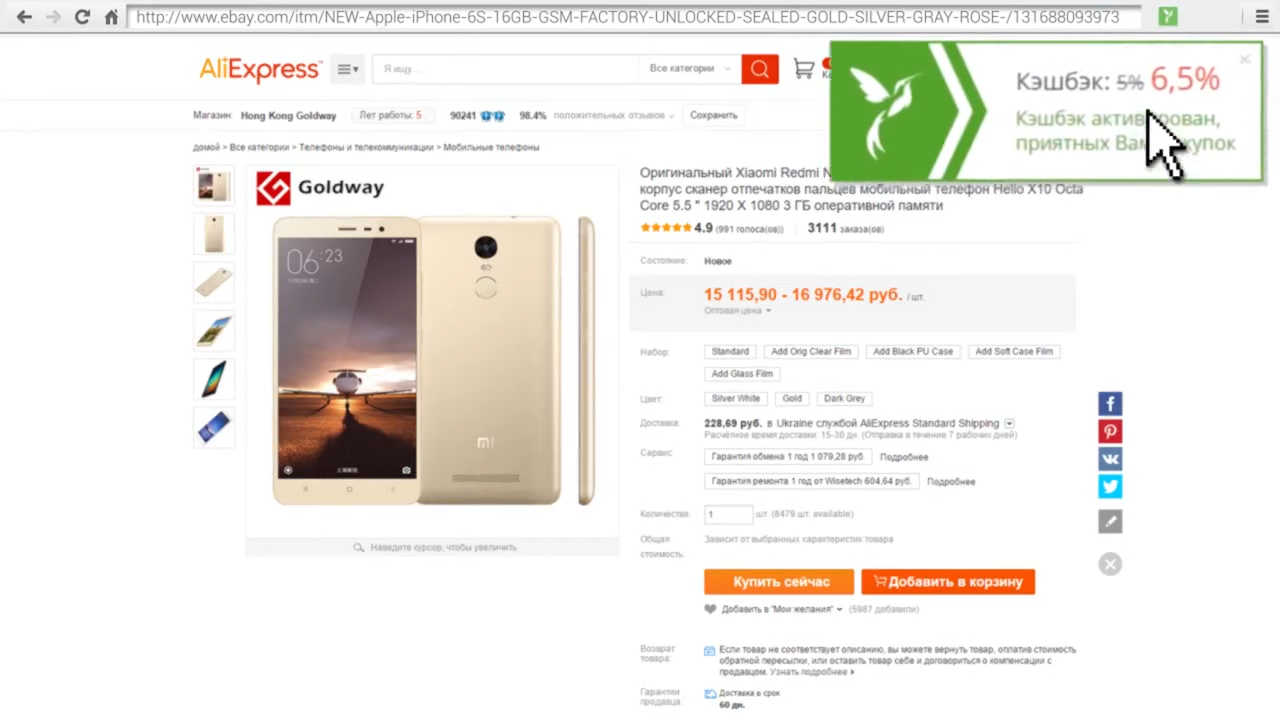 http://www.ebay.com/itm/NEW-Apple-iPhone-6S-16GB-GSM-FACTORY-UNLOCKED-SEALED-GOLD-SILVER-GRAY-ROSE-/131688093973
AliExpress
Я ищу...
Все категории
Кэшбэк: 5% 6,5%
Кэшбэк активирован,
приятных Вам покупок
Магазин: Hong Kong Goldway Лет работы: 5 90241 98.4% положительных отзывов Сохранить
домой > Все категории > Телефоны и телекоммуникации > Мобильные телефоны
Goldway
06:23
mi
Наведите курсор, чтобы увеличить
Оригинальный Xiaomi Redmi
корпус сканер отпечатков пальцев мобильный телефон Hello X10 Octa
Core 5.5 " 1920 X 1080 3 ГБ оперативной памяти
4.9 (991 голоса(ов)) 3111 заказа(ов)
Состояние: Новое
Цена: 15 115,90 - 16 976,42 руб. / шт.
Оптовая цена
Набор: Standard Add Orig Clear Film Add Black PU Case Add Soft Case Film
Add Glass Film
Цвет: Silver White Gold Dark Grey
Доставка: 228,69 руб. в Ukraine службой AliExpress Standard Shipping
Расчётное время доставки: 15-30 дн. (Отправка в течение 7 рабочих дней)
Сервис: Гарантия обмена 1 год 1 079,28 руб. Подробнее
Гарантия ремонта 1 год от Wisetech 604,64 руб. Подробнее
Количество: 1 шт. (8479 шт. available)
Общая стоимость: Зависит от выбранных характеристик товара
Купить сейчас Добавить в корзину
Добавить в "Мои желания" (5987 добавили)
Возврат товара: Если товар не соответствует описанию, вы можете вернуть товар, оплатив стоимость
обратной пересылки, или оставить товар себе и договориться о компенсации с
продавцом. Узнать подробнее
Гарантии продавца: Доставка в срок
60 дн.